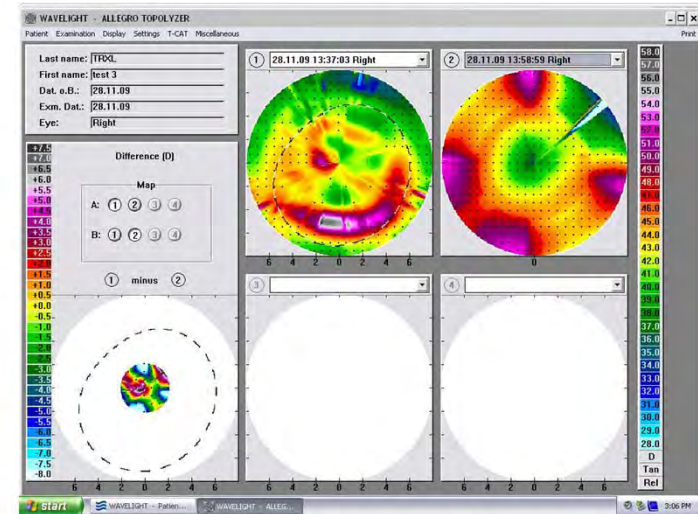 WAVELIGHT - ALLEGRO TOPOLYZER
Patient Examination Display Settings T-CAT Miscellaneous Print
Last name: TRXL
First name: test 3
Dat. o.B.: 28.11.09
Exm. Dat.: 28.11.09
Eye: Right
1 28.11.09 13:37:03 Right
2 28.11.09 13:58:59 Right
Difference (D)
Map
A: 1 2 3 4
B: 1 2 3 4
1 minus 2
+7.5
+7.0
+6.5
+6.0
+5.5
+5.0
+4.5
+4.0
+3.5
+3.0
+2.5
+1.5
+1.0
+0.5
+0.0
-0.5
-1.0
-1.5
-2.5
-3.0
-3.5
-4.0
-4.5
-5.0
-5.5
-6.0
-6.5
-7.0
-7.5
-8.0
6 4 2 0 2 4 6
6 4 2 0 2 4 6
0
3
4
6 4 2 0 2 4 6
6 4 2 0 2 4 6
58.0
57.0
56.0
55.0
54.0
53.0
51.0
50.0
49.0
48.0
46.0
45.0
44.0
43.0
42.0
41.0
40.0
39.0
38.0
37.0
36.0
35.0
34.0
33.0
32.0
31.0
30.0
29.0
28.0
D
Tan
Rel
start
WAVELIGHT - Patien...
WAVELIGHT - ALLEG...
3:06 PM